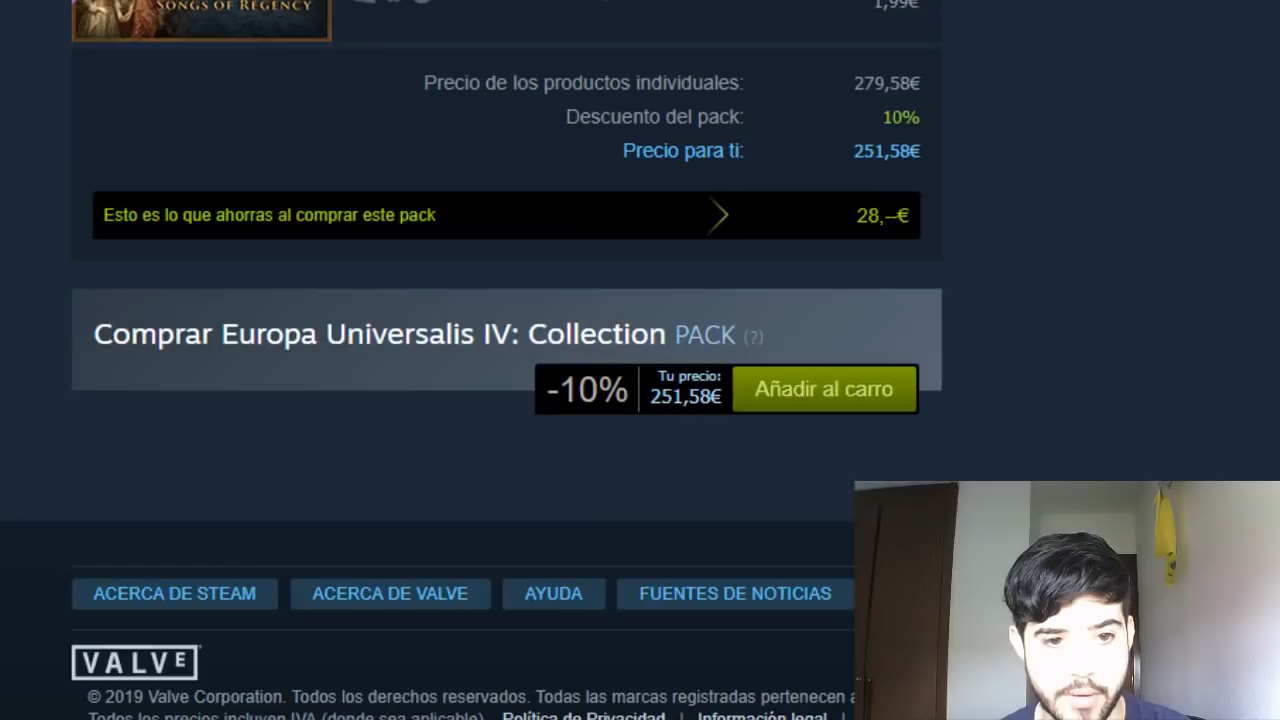 SONGS OF REGENCY
1,99€
Precio de los productos individuales: 279,58€
Descuento del pack: 10%
Precio para ti: 251,58€
Esto es lo que ahorras al comprar este pack 28,--€
Comprar Europa Universalis IV: Collection PACK (?)
-10% Tu precio: 251,58€ Añadir al carro
ACERCA DE STEAM ACERCA DE VALVE AYUDA FUENTES DE NOTICIAS
VALVE
© 2019 Valve Corporation. Todos los derechos reservados. Todas las marcas registradas pertenecen a
Todos los precios incluyen IVA (donde sea aplicable). Política de Privacidad | Información legal |